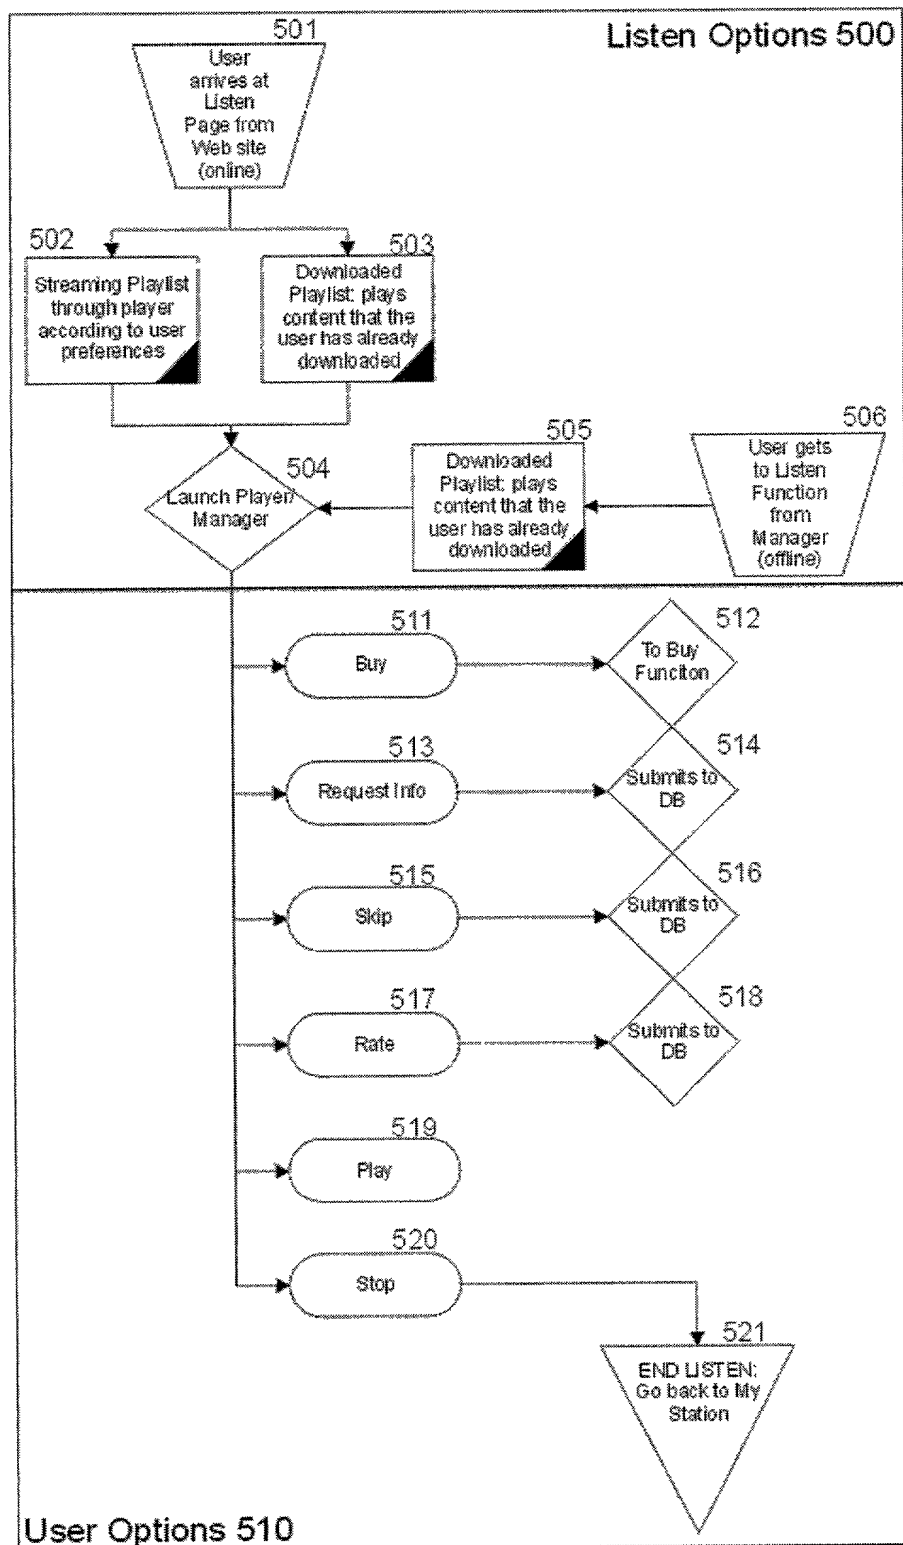 501
Listen Options 500
User
arrives at
Listen
Page from
Web site
(online)
502
503
Streaming Playlist
through player
according to user
preferences
Downloaded
Playlist: plays
content that the
user has already
downloaded
504
Launch Player/
Manager
505
Downloaded
Playlist: plays
content that the
user has already
downloaded
506
User gets
to Listen
Function
from
Manager
(offline)
511
Buy
512
To Buy
Funciton
513
Request Info
514
Submits to
DB
515
Skip
516
Submits to
DB
517
Rate
518
Submits to
DB
519
Play
520
Stop
521
END LISTEN:
Go back to My
Station
User Options 510